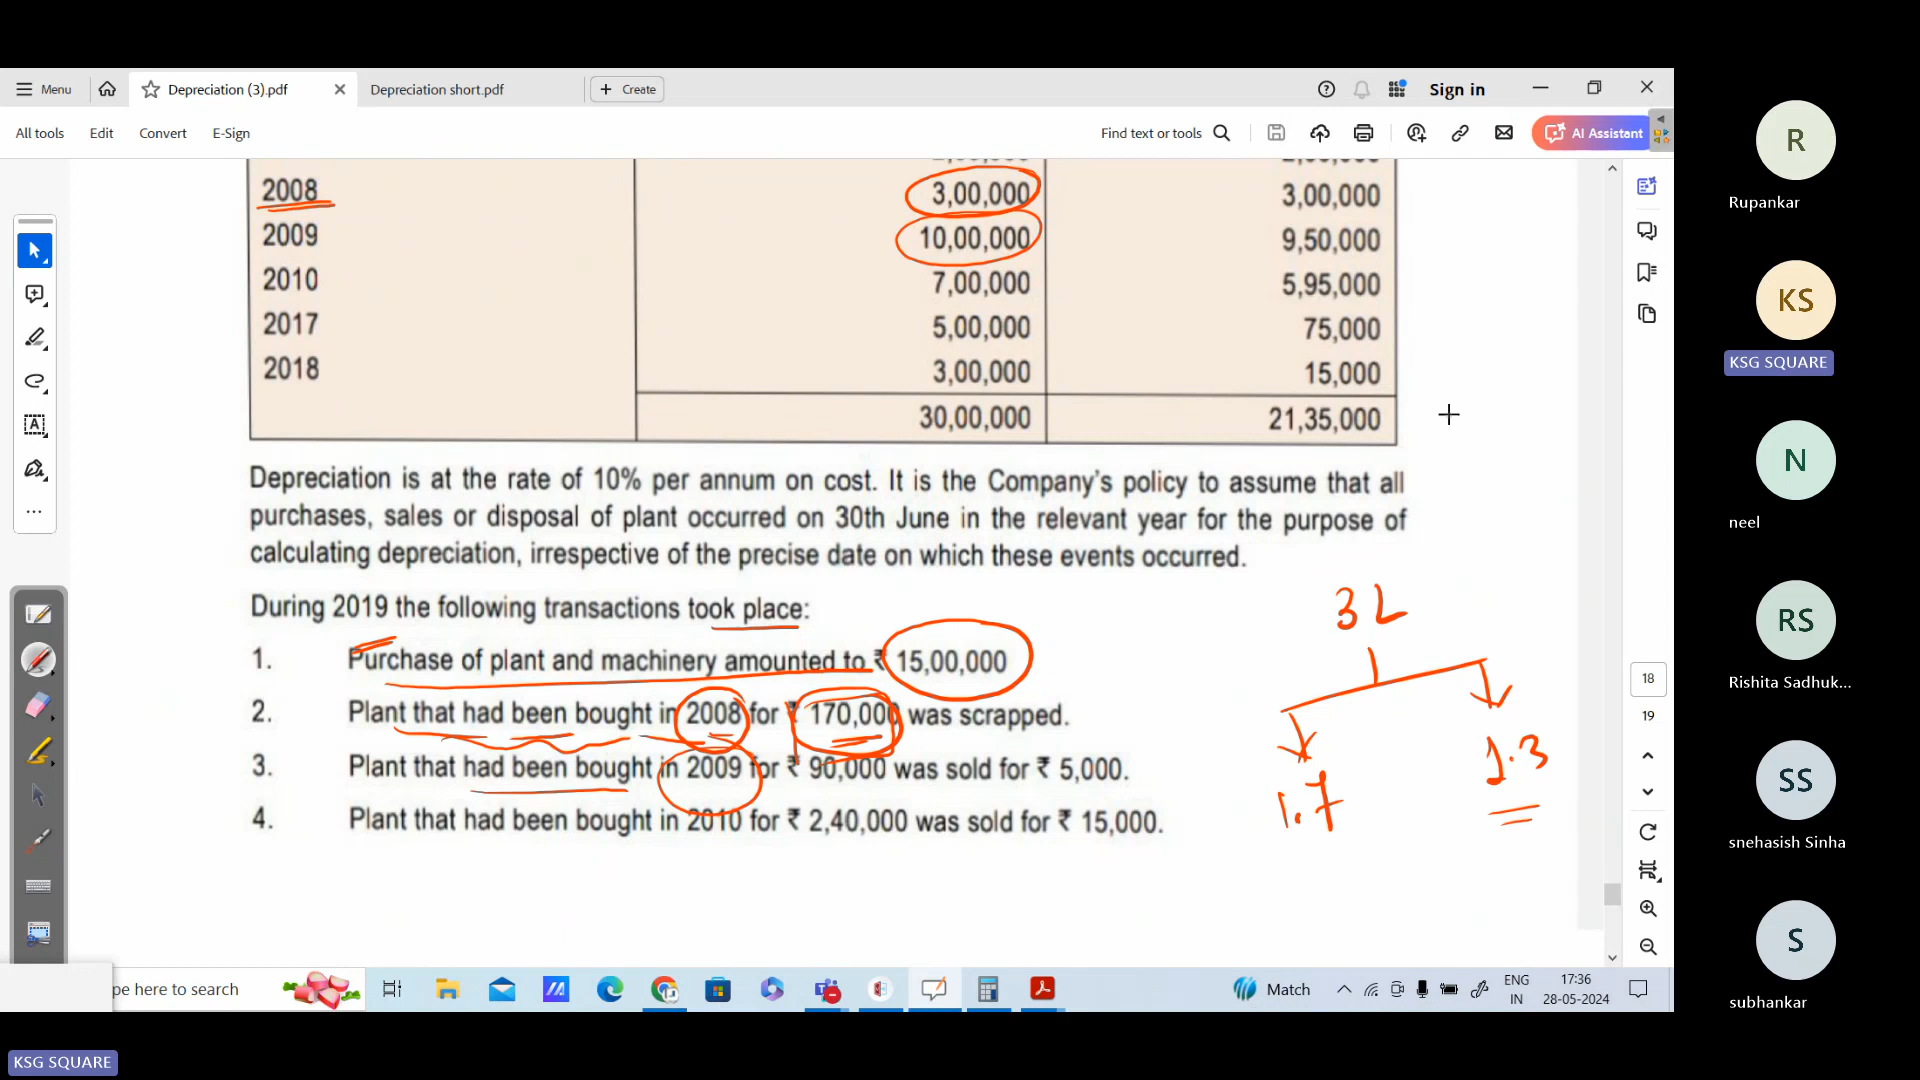 Menu
Depreciation (3).pdf
Depreciation short.pdf
Create
Sign in
All tools
Edit
Convert
E-Sign
Find text or tools
AI Assistant
2008 3,00,000 3,00,000
2009 10,00,000 9,50,000
2010 7,00,000 5,95,000
2017 5,00,000 75,000
2018 3,00,000 15,000
30,00,000 21,35,000
Depreciation is at the rate of 10% per annum on cost. It is the Company's policy to assume that all
purchases, sales or disposal of plant occurred on 30th June in the relevant year for the purpose of
calculating depreciation, irrespective of the precise date on which these events occurred.
During 2019 the following transactions took place:
1. Purchase of plant and machinery amounted to ₹ 15,00,000
2. Plant that had been bought in 2008 for ₹ 170,000 was scrapped.
3. Plant that had been bought in 2009 for ₹ 90,000 was sold for ₹ 5,000.
4. Plant that had been bought in 2010 for ₹ 2,40,000 was sold for ₹ 15,000.
3 L
1.7
1.3
18
19
pe here to search
Match
ENG
IN
17:36
28-05-2024
R
Rupankar
KS
KSG SQUARE
N
neel
RS
Rishita Sadhuk...
SS
snehasish Sinha
S
subhankar
KSG SQUARE